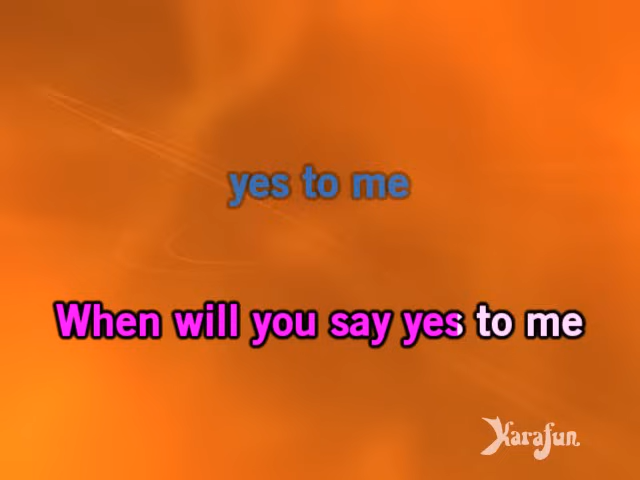 yes to me
When will you say yes to me
Karafun